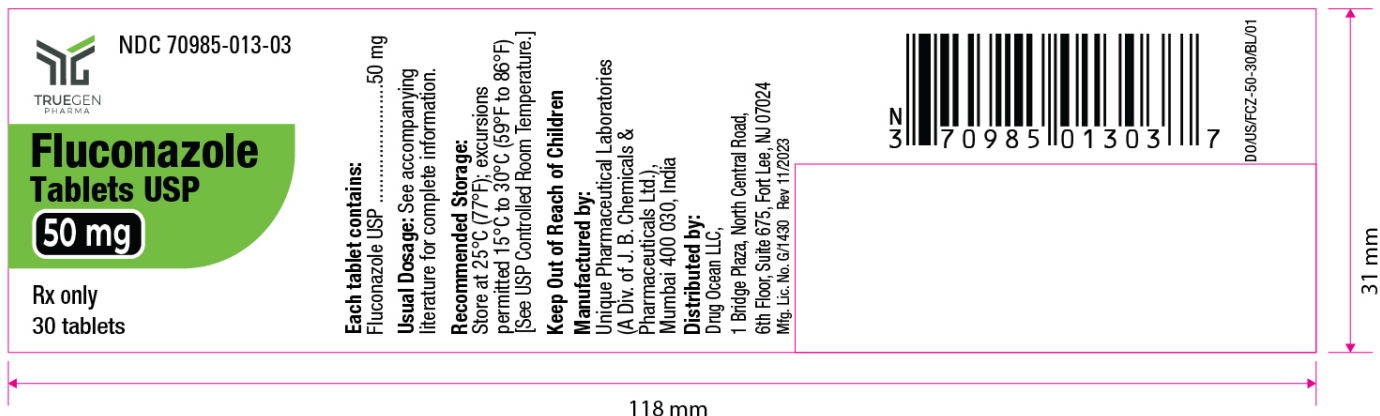 NDC 70985-013-03
TRUEGEN
PHARMA
Fluconazole
Tablets USP
50 mg
Rx only
30 tablets
Each tablet contains:
Fluconazole USP ........................50 mg
Usual Dosage: See accompanying
literature for complete information.
Recommended Storage:
Store at 25°C (77°F); excursions
permitted 15°C to 30°C (59°F to 86°F)
[See USP Controlled Room Temperature.]
Keep Out of Reach of Children
Manufactured by:
Unique Pharmaceutical Laboratories
(A Div. of J. B. Chemicals &
Pharmaceuticals Ltd.),
Mumbai 400 030, India
Distributed by:
Drug Ocean LLC,
1 Bridge Plaza, North Central Road,
6th Floor, Suite 675, Fort Lee, NJ 07024
Mfg. Lic. No. G/1430 Rev 11/2023
N
3 70985 01303 7
DO/US/FCZ-50-30/BL/01
31 mm
118 mm